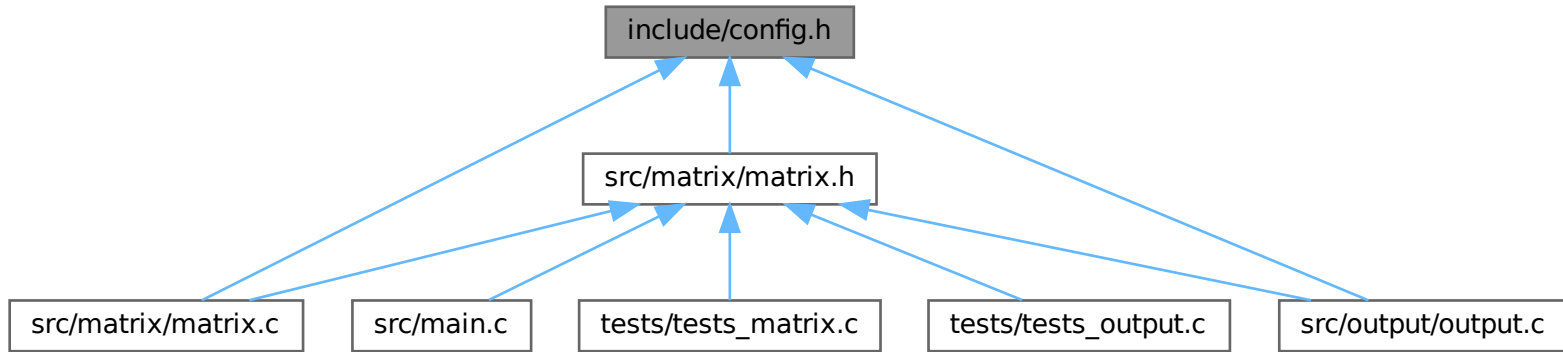 include/config.h
src/matrix/matrix.h
src/matrix/matrix.c
src/main.c
tests/tests_matrix.c
tests/tests_output.c
src/output/output.c